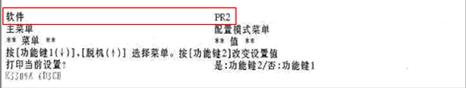 软件 PR2
主菜单 配置模式菜单
** 菜单 ** ** 值 **
按[功能键1(↓)],[脱机(↑)] 选择菜单。按[功能键2]改变设置值
打印当前设置? 是:功能键2/否:功能键1